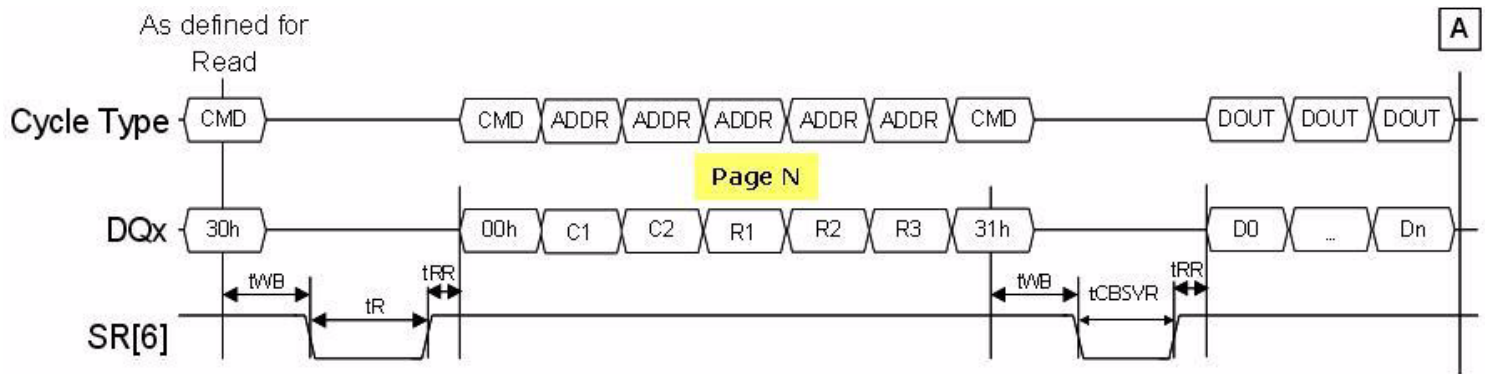 As defined for
Read
A
Cycle Type CMD CMD ADDR ADDR ADDR ADDR ADDR CMD DOUT DOUT DOUT
Page N
DQx 30h 00h C1 C2 R1 R2 R3 31h D0 ... Dn
tWB tR tRR tWB tCBSYR tRR
SR[6]